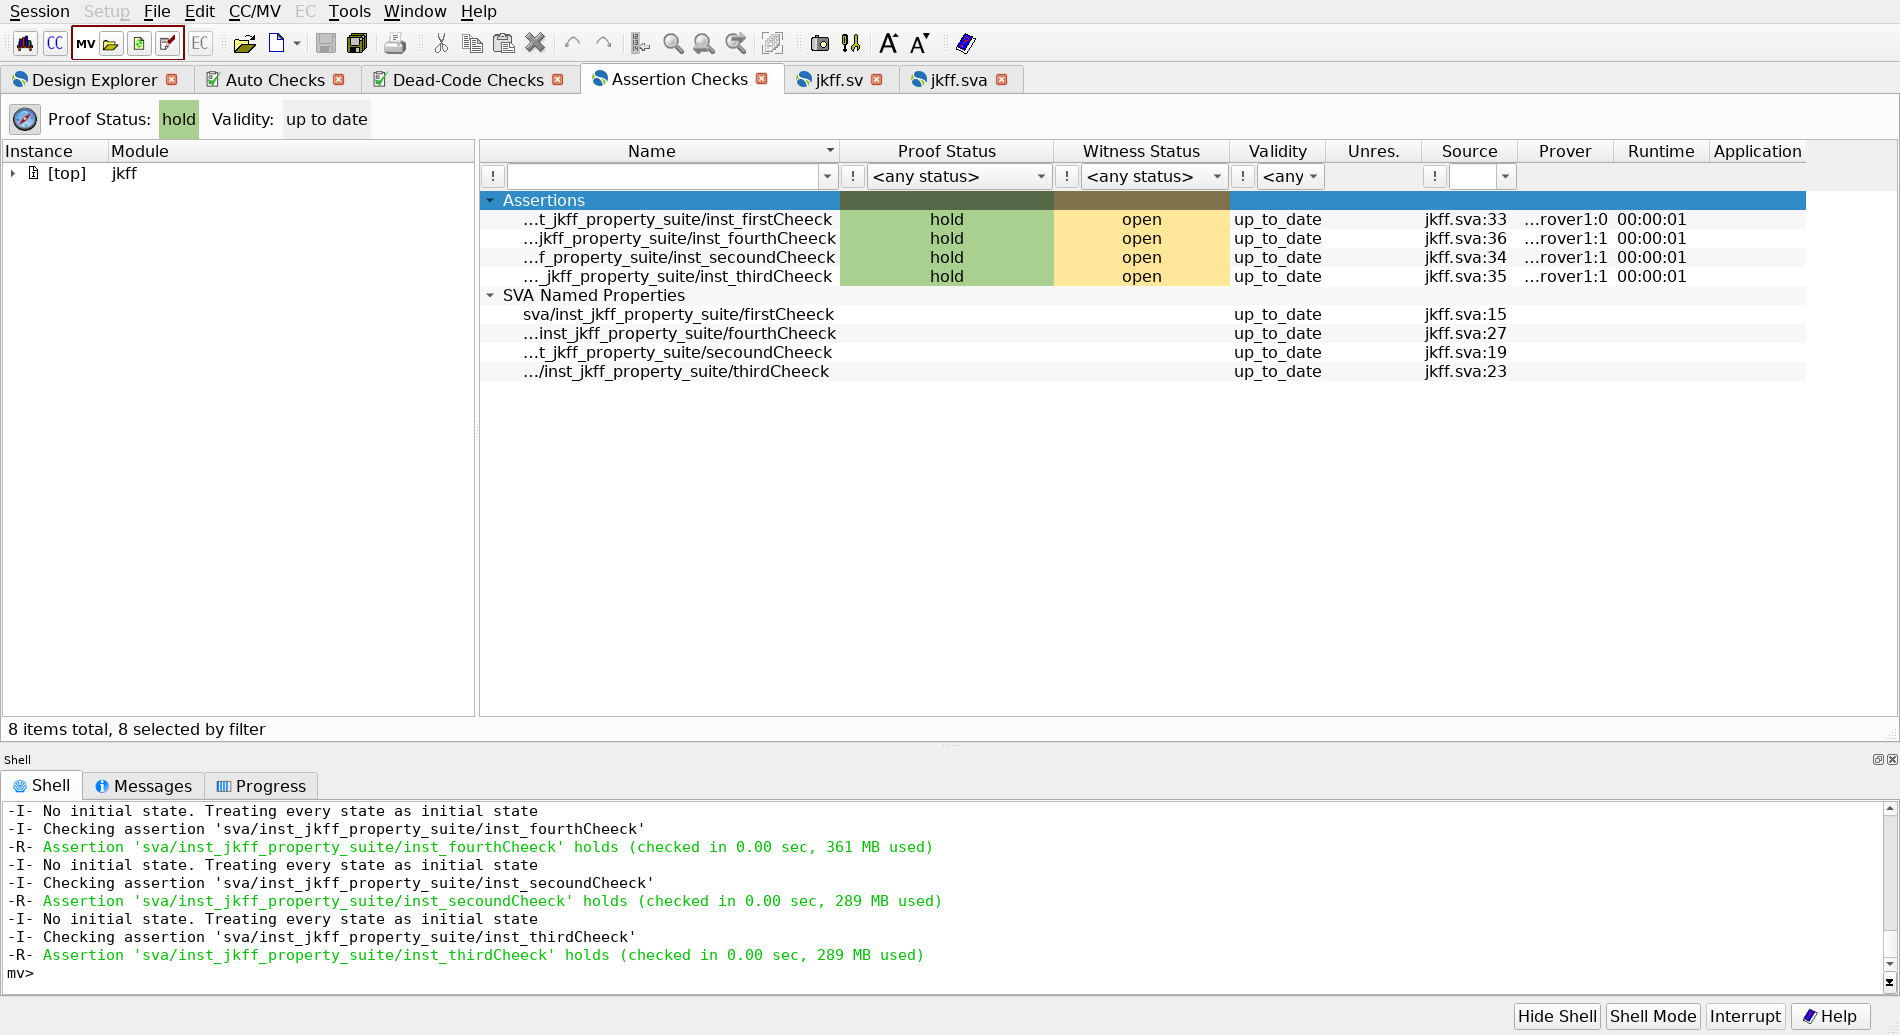 Session Setup File Edit CC/MV EC Tools Window Help
CC MV EC A A
Design Explorer Auto Checks Dead-Code Checks Assertion Checks jkff.sv jkff.sva
Proof Status: hold Validity: up to date
Instance Module
[top] jkff
Name Proof Status Witness Status Validity Unres. Source Prover Runtime Application
! ! <any status> ! <any status> ! <any !
Assertions
...t_jkff_property_suite/inst_firstCheeck hold open up_to_date jkff.sva:33 ...rover1:0 00:00:01
...jkff_property_suite/inst_fourthCheeck hold open up_to_date jkff.sva:36 ...rover1:1 00:00:01
...f_property_suite/inst_secoundCheeck hold open up_to_date jkff.sva:34 ...rover1:1 00:00:01
..._jkff_property_suite/inst_thirdCheeck hold open up_to_date jkff.sva:35 ...rover1:1 00:00:01
SVA Named Properties
sva/inst_jkff_property_suite/firstCheeck up_to_date jkff.sva:15
...inst_jkff_property_suite/fourthCheeck up_to_date jkff.sva:27
...t_jkff_property_suite/secoundCheeck up_to_date jkff.sva:19
.../inst_jkff_property_suite/thirdCheeck up_to_date jkff.sva:23
8 items total, 8 selected by filter
Shell
Shell Messages Progress
-I- No initial state. Treating every state as initial state
-I- Checking assertion 'sva/inst_jkff_property_suite/inst_fourthCheeck'
-R- Assertion 'sva/inst_jkff_property_suite/inst_fourthCheeck' holds (checked in 0.00 sec, 361 MB used)
-I- No initial state. Treating every state as initial state
-I- Checking assertion 'sva/inst_jkff_property_suite/inst_secoundCheeck'
-R- Assertion 'sva/inst_jkff_property_suite/inst_secoundCheeck' holds (checked in 0.00 sec, 289 MB used)
-I- No initial state. Treating every state as initial state
-I- Checking assertion 'sva/inst_jkff_property_suite/inst_thirdCheeck'
-R- Assertion 'sva/inst_jkff_property_suite/inst_thirdCheeck' holds (checked in 0.00 sec, 289 MB used)
mv>
Hide Shell Shell Mode Interrupt Help